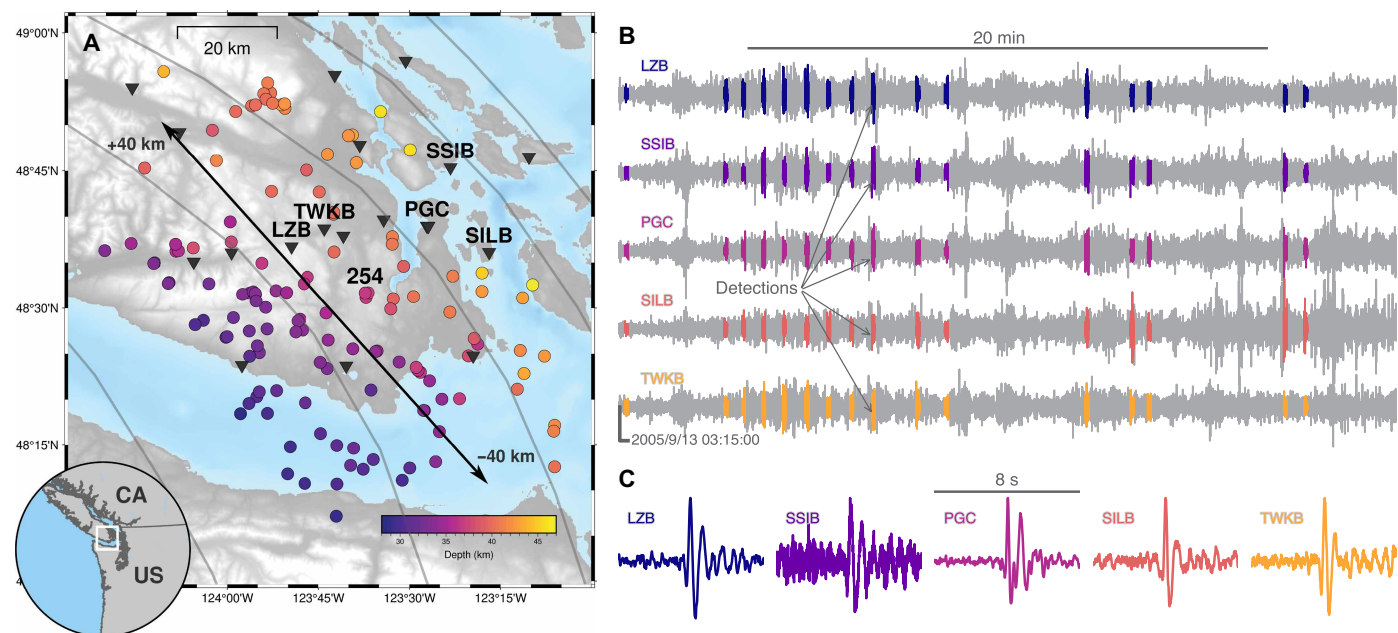 A
49°00'N
48°45'N
48°30'N
48°15'N
20 km
+40 km
SSIB
TWKB
PGC
LZB
SILB
254
−40 km
30 35 40 45
Depth (km)
CA
US
124°00'W 123°45'W 123°30'W 123°15'W
B
20 min
LZB
SSIB
PGC
Detections
SILB
TWKB
2005/9/13 03:15:00
C
8 s
LZB SSIB PGC SILB TWKB